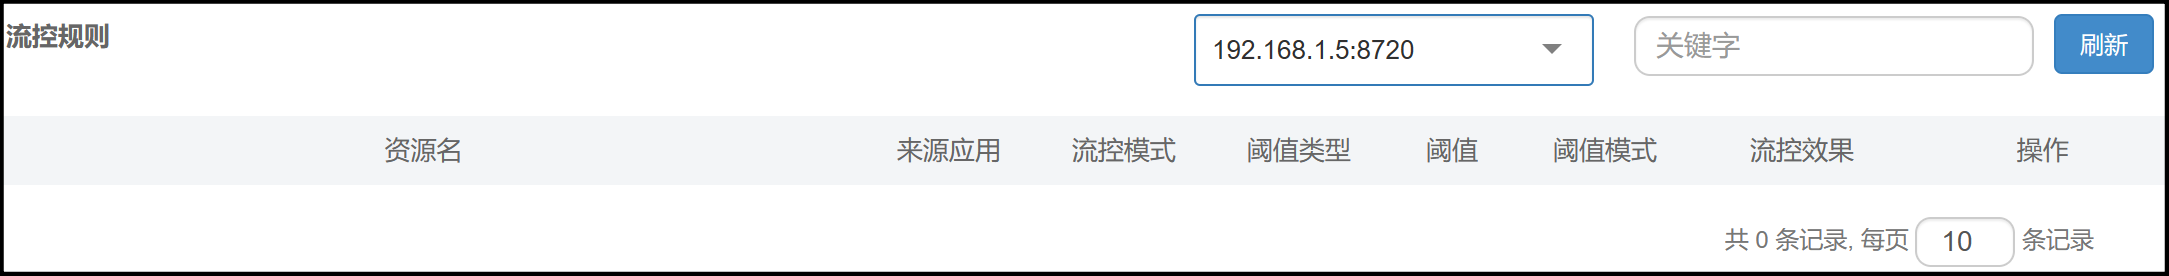 流控规则 192.168.1.5:8720 关键字 刷新
资源名 来源应用 流控模式 阈值类型 阈值 阈值模式 流控效果 操作
共 0 条记录, 每页 10 条记录